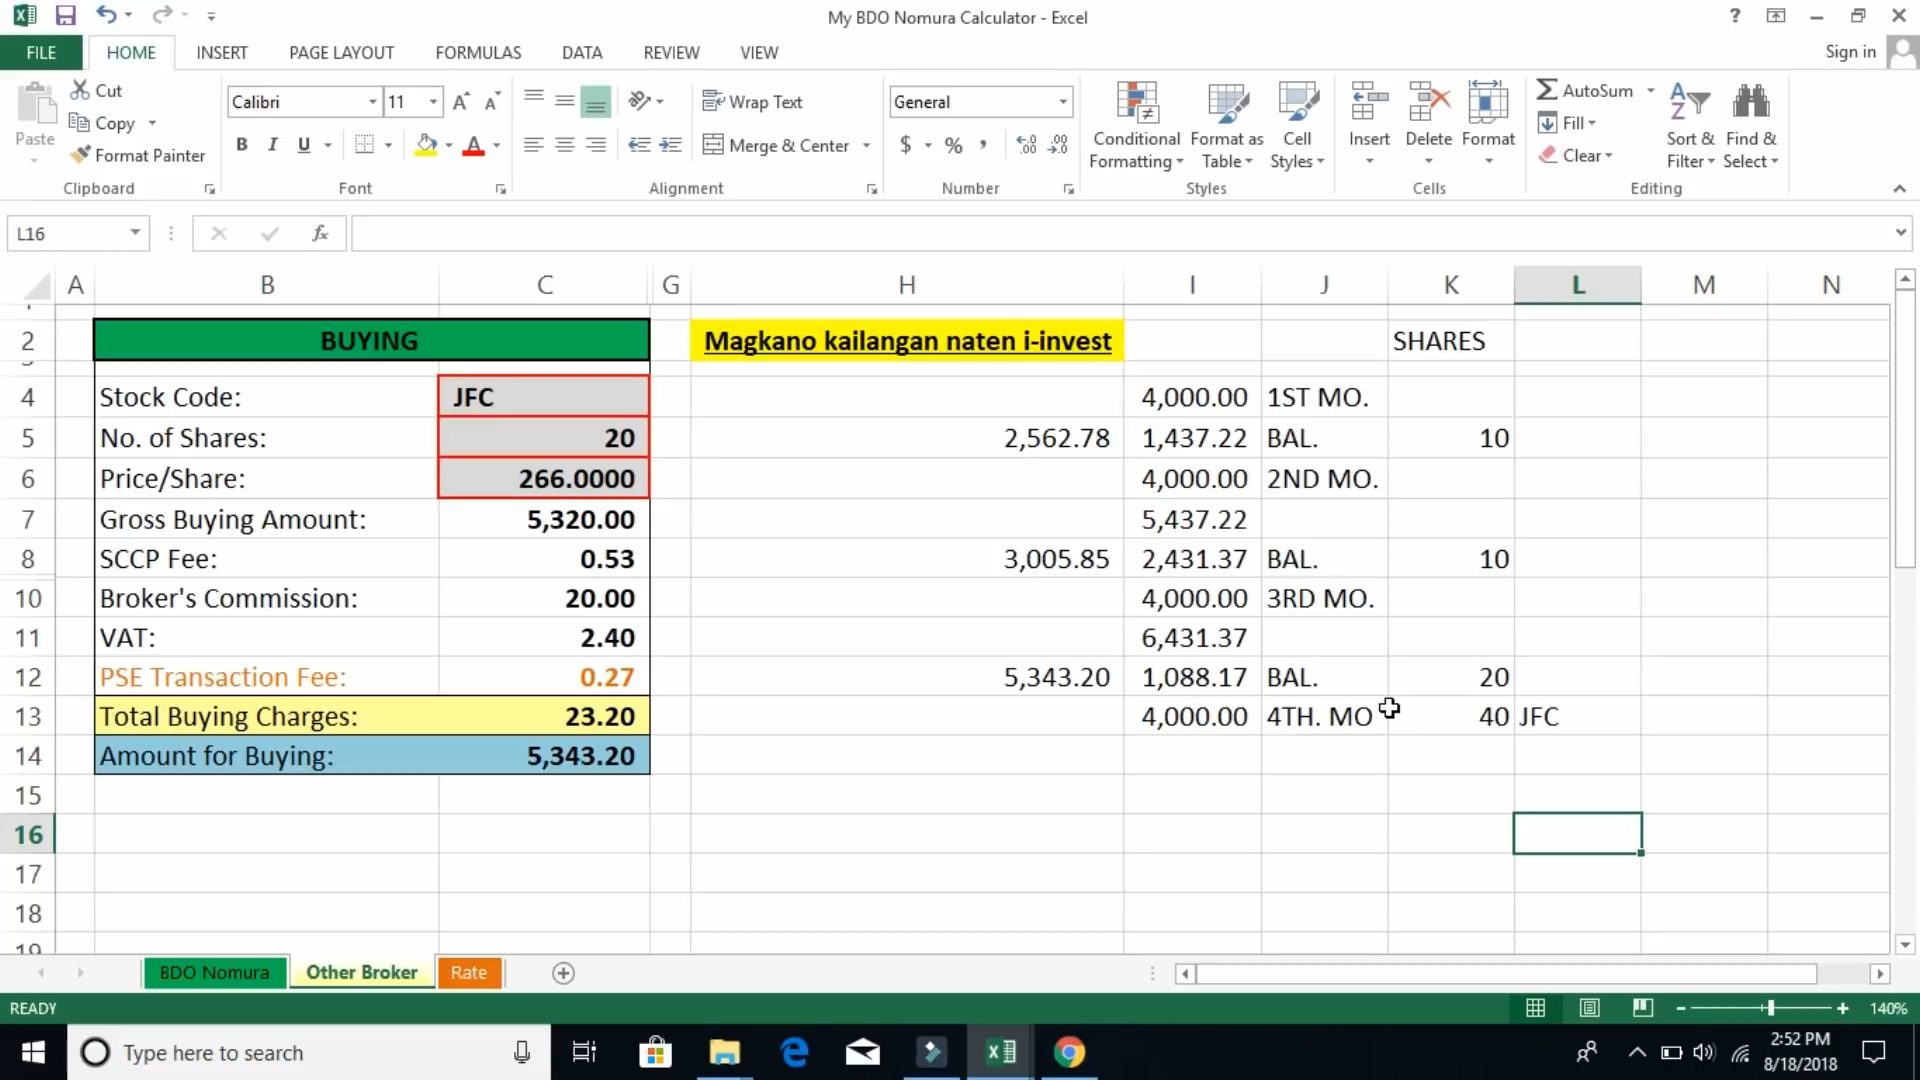 My BDO Nomura Calculator - Excel
?
Sign in
FILE HOME INSERT PAGE LAYOUT FORMULAS DATA REVIEW VIEW
Paste
Cut
Copy
Format Painter
Clipboard
Calibri 11
B I U
Font
Wrap Text
Merge & Center
Alignment
General
$ % ,
Number
Conditional Formatting
Format as Table
Cell Styles
Styles
Insert Delete Format
Cells
AutoSum
Fill
Clear
Sort & Filter
Find & Select
Editing
L16
fx
A B C G H I J K L M N
2 BUYING Magkano kailangan naten i-invest SHARES
4 Stock Code: JFC 4,000.00 1ST MO.
5 No. of Shares: 20 2,562.78 1,437.22 BAL. 10
6 Price/Share: 266.0000 4,000.00 2ND MO.
7 Gross Buying Amount: 5,320.00 5,437.22
8 SCCP Fee: 0.53 3,005.85 2,431.37 BAL. 10
10 Broker's Commission: 20.00 4,000.00 3RD MO.
11 VAT: 2.40 6,431.37
12 PSE Transaction Fee: 0.27 5,343.20 1,088.17 BAL. 20
13 Total Buying Charges: 23.20 4,000.00 4TH. MO 40 JFC
14 Amount for Buying: 5,343.20
15
16
17
18
19
BDO Nomura Other Broker Rate
READY
140%
Type here to search
2:52 PM
8/18/2018